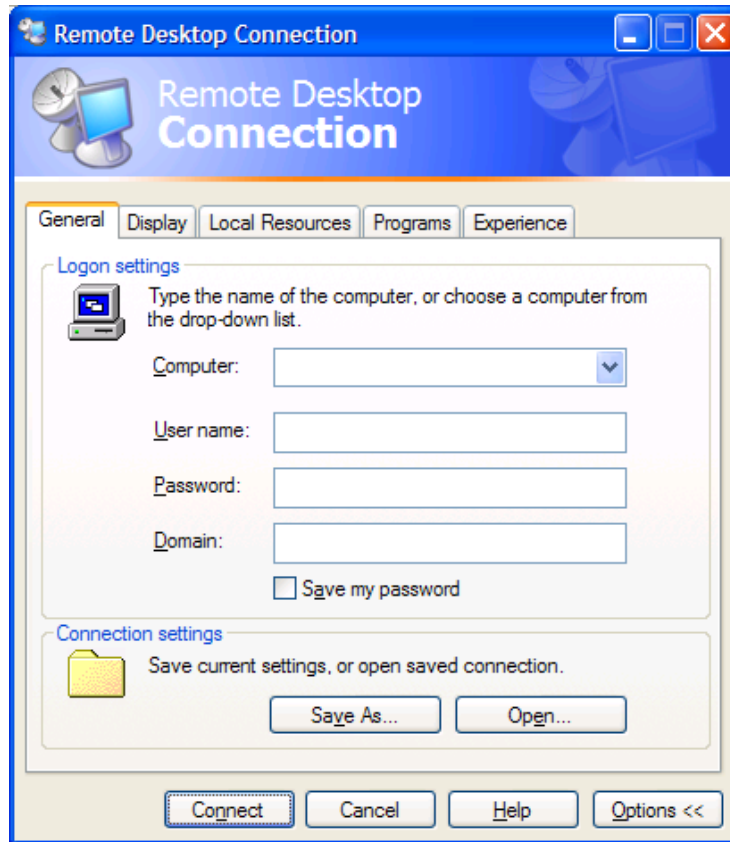 Remote Desktop Connection
Remote Desktop
Connection
General Display Local Resources Programs Experience
Logon settings
Type the name of the computer, or choose a computer from
the drop-down list.
Computer:
User name:
Password:
Domain:
Save my password
Connection settings
Save current settings, or open saved connection.
Save As... Open...
Connect Cancel Help Options <<